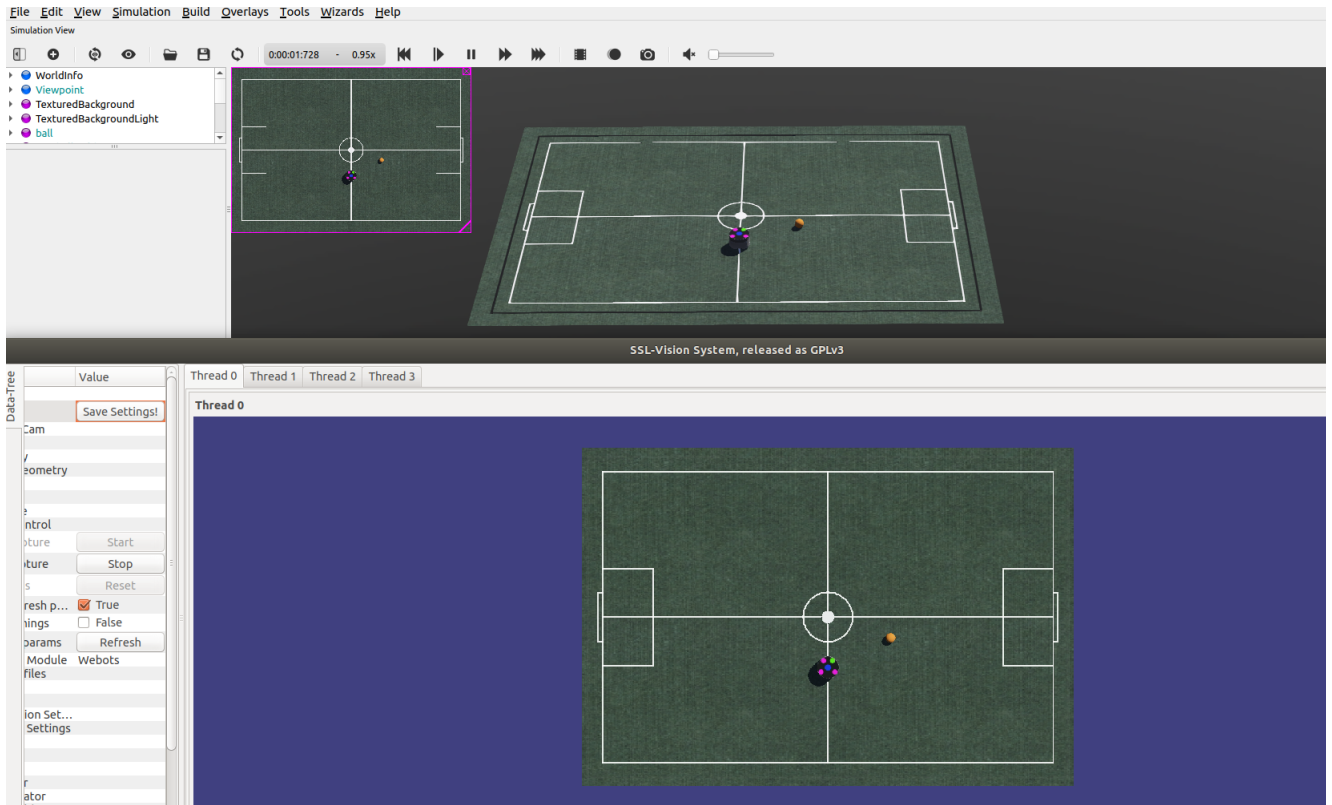 File Edit View Simulation Build Overlays Tools Wizards Help
Simulation View
0:00:01:728 - 0.95x
WorldInfo
Viewpoint
TexturedBackground
TexturedBackgroundLight
ball
SSL-Vision System, released as GPLv3
Data-Tree
Value
Save Settings!
Cam
y
eometry
ntrol
pture Start
pture Stop
s Reset
resh p... True
nings False
params Refresh
Module Webots
files
ion Set...
Settings
r
ator
Thread 0 Thread 1 Thread 2 Thread 3
Thread 0